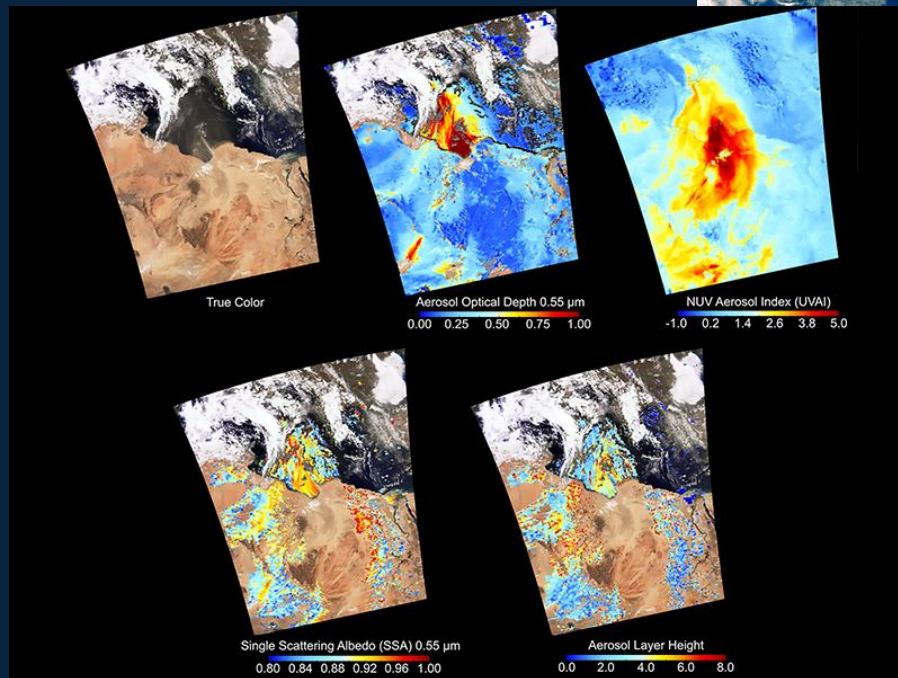 True Color
Aerosol Optical Depth 0.55 µm
0.00 0.25 0.50 0.75 1.00
NUV Aerosol Index (UVAI)
-1.0 0.2 1.4 2.6 3.8 5.0
Single Scattering Albedo (SSA) 0.55 µm
0.80 0.84 0.88 0.92 0.96 1.00
Aerosol Layer Height
0.0 2.0 4.0 6.0 8.0